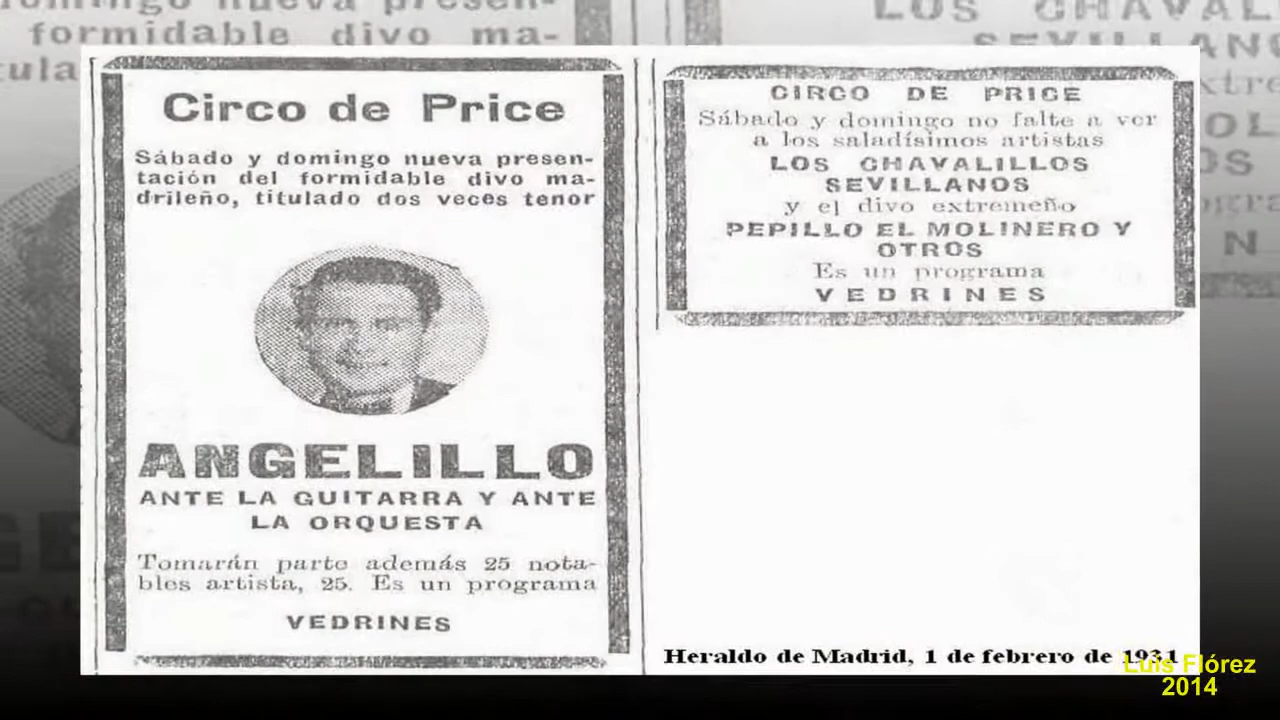 Circo de Price
Sábado y domingo nueva presen-
tación del formidable divo ma-
drileño, titulado dos veces tenor
ANGELILLO
ANTE LA GUITARRA Y ANTE
LA ORQUESTA
Tomarán parte además 25 nota-
bles artista, 25. Es un programa
VEDRINES
CIRCO DE PRICE
Sábado y domingo no falte a ver
a los saladísimos artistas
LOS CHAVALILLOS
SEVILLANOS
y el divo extremeño
PEPILLO EL MOLINERO Y
OTROS
Es un programa
VEDRINES
Heraldo de Madrid, 1 de febrero de 1931
Luis Flórez
2014